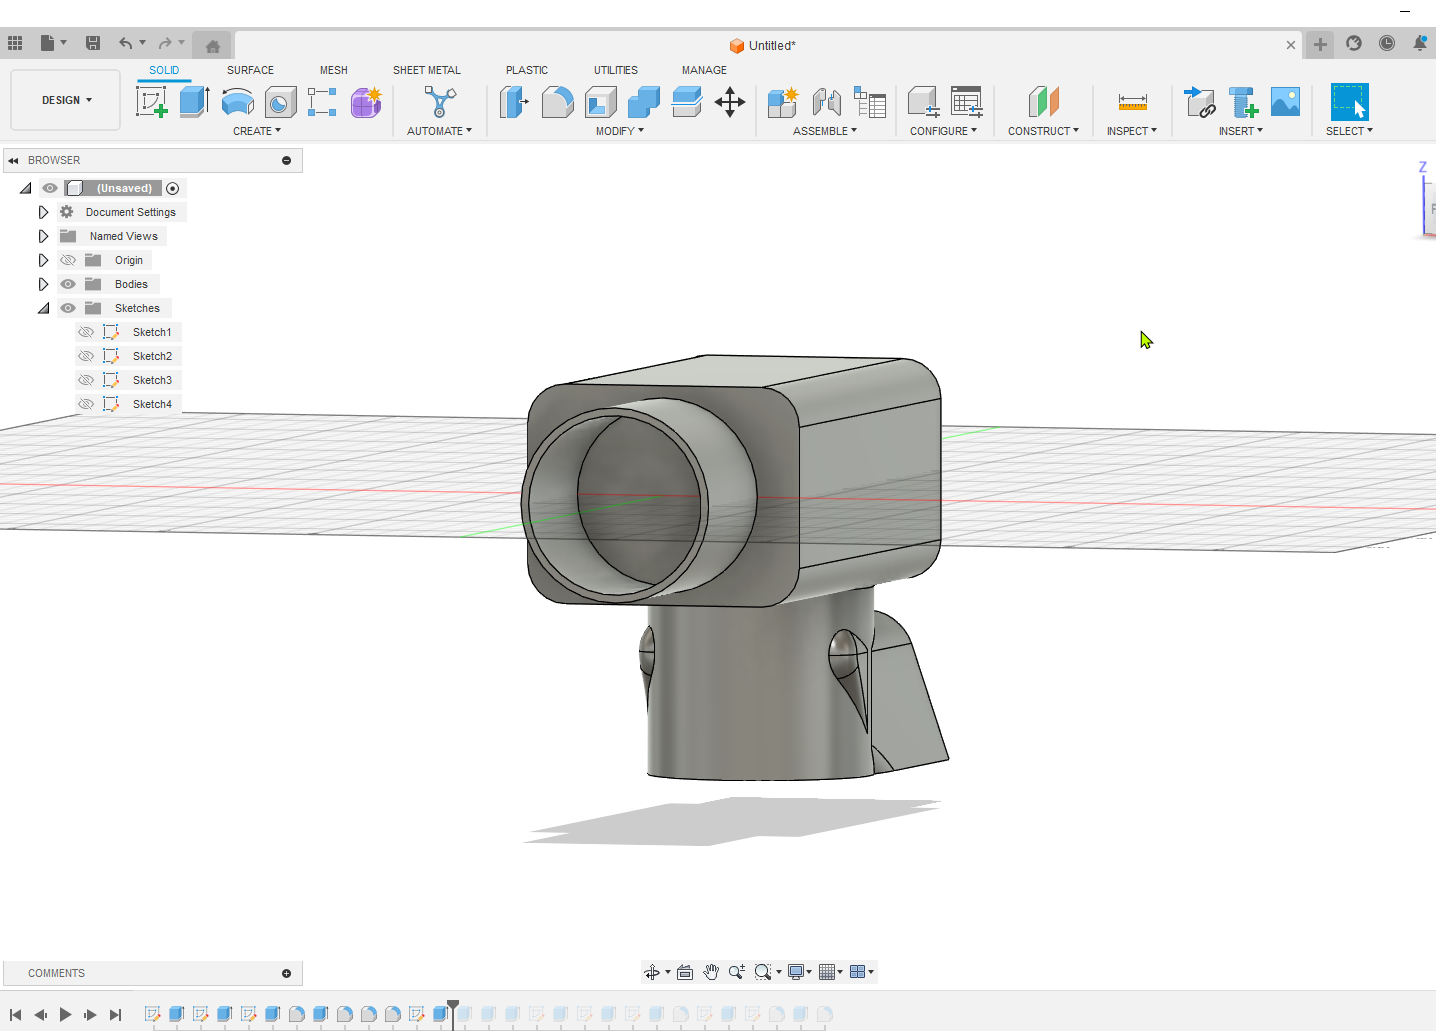 Untitled*
SOLID SURFACE MESH SHEET METAL PLASTIC UTILITIES MANAGE
DESIGN
CREATE AUTOMATE MODIFY ASSEMBLE CONFIGURE CONSTRUCT INSPECT INSERT SELECT
BROWSER
(Unsaved)
Document Settings
Named Views
Origin
Bodies
Sketches
Sketch1
Sketch2
Sketch3
Sketch4
Z
COMMENTS